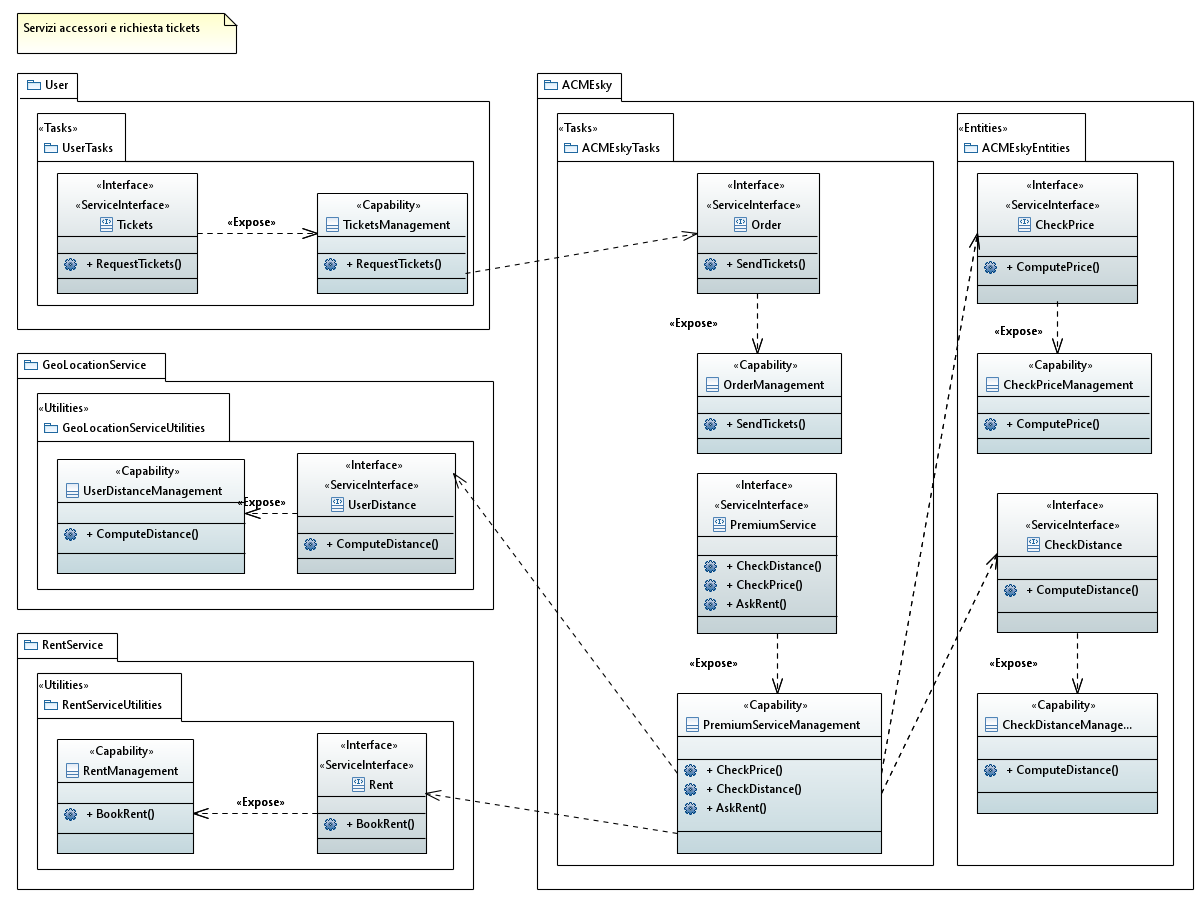 Servizi accessori e richiesta tickets
User
«Tasks»
UserTasks
«Interface»
«ServiceInterface»
Tickets
+ RequestTickets()
«Expose»
«Capability»
TicketsManagement
+ RequestTickets()
GeoLocationService
«Utilities»
GeoLocationServiceUtilities
«Capability»
UserDistanceManagement
+ ComputeDistance()
«Expose»
«Interface»
«ServiceInterface»
UserDistance
+ ComputeDistance()
RentService
«Utilities»
RentServiceUtilities
«Capability»
RentManagement
+ BookRent()
«Expose»
«Interface»
«ServiceInterface»
Rent
+ BookRent()
ACMEsky
«Tasks»
ACMEskyTasks
«Interface»
«ServiceInterface»
Order
+ SendTickets()
«Expose»
«Capability»
OrderManagement
+ SendTickets()
«Interface»
«ServiceInterface»
PremiumService
+ CheckDistance()
+ CheckPrice()
+ AskRent()
«Expose»
«Capability»
PremiumServiceManagement
+ CheckPrice()
+ CheckDistance()
+ AskRent()
«Entities»
ACMEskyEntities
«Interface»
«ServiceInterface»
CheckPrice
+ ComputePrice()
«Expose»
«Capability»
CheckPriceManagement
+ ComputePrice()
«Interface»
«ServiceInterface»
CheckDistance
+ ComputeDistance()
«Expose»
«Capability»
CheckDistanceManage...
+ ComputeDistance()